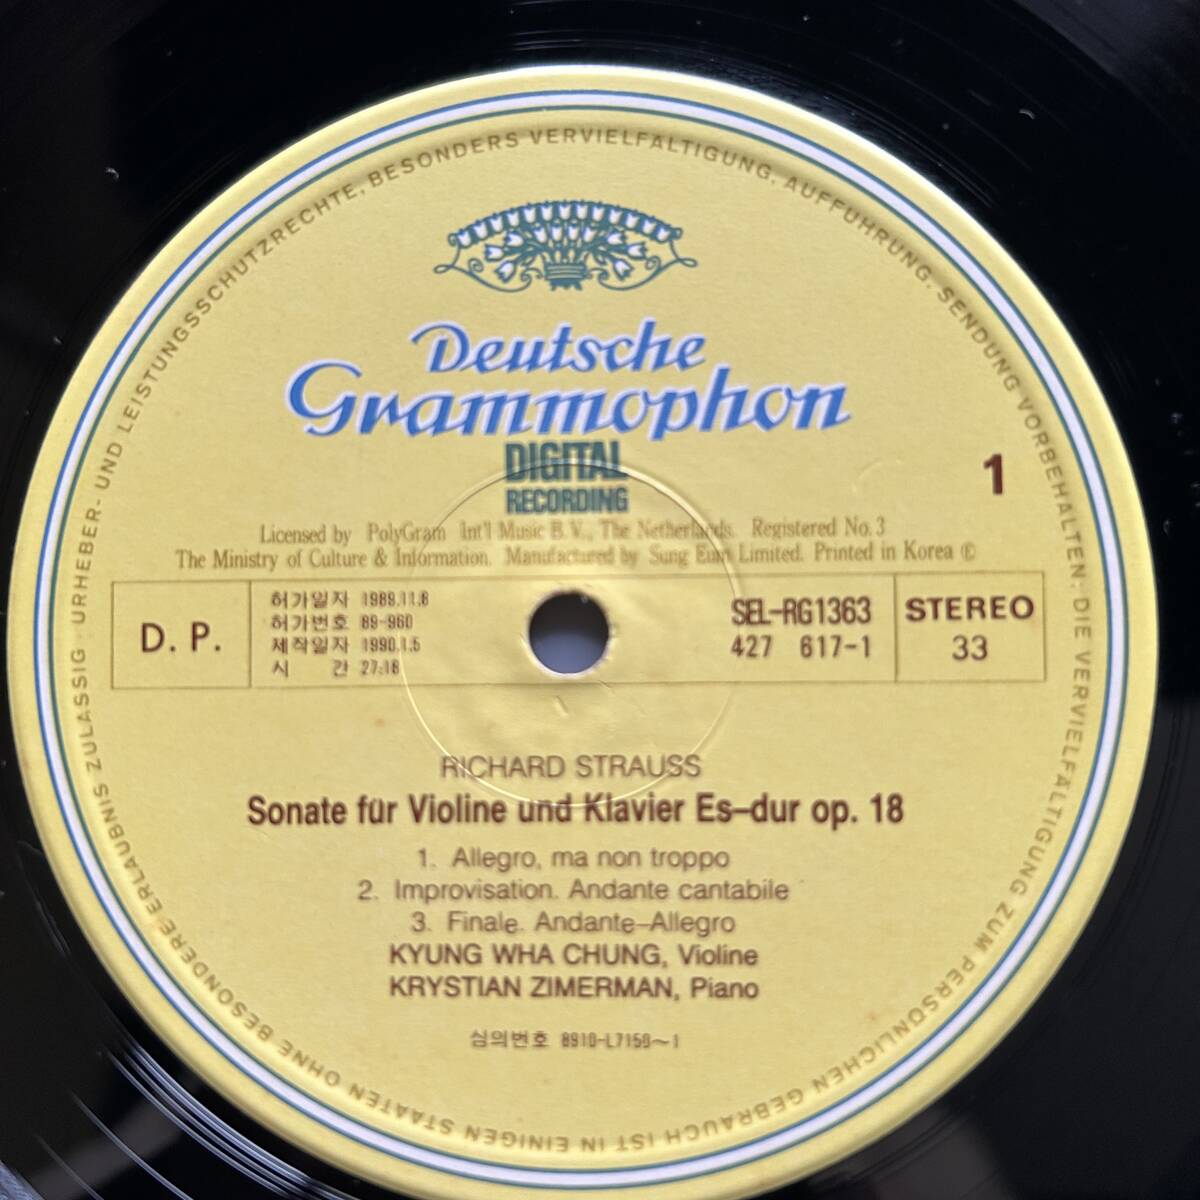 URHEBER- UND LEISTUNGSSCHUTZRECHTE, BESONDERS VERVIELFÄLTIGUNG, AUFFÜHRUNG, SENDUNG VORBEHALTEN; DIE VERVIELFÄLTIGUNG ZUM PERSÖNLICHEN GEBRAUCH IST IN EINIGEN STAATEN OHNE BESONDERE ERLAUBNIS ZULÄSSIG ·
Deutsche
Grammophon
DIGITAL
RECORDING
1
Licensed by PolyGram Int'l Music B.V., The Netherlands. Registered No.3
The Ministry of Culture & Information. Manufactured by Sung Eum Limited. Printed in Korea ℗
D. P.
허가일자 1989.11.8
허가번호 89-960
제작일자 1990.1.5
시 간 27:18
SEL-RG1363
427 617-1
STEREO
33
RICHARD STRAUSS
Sonate für Violine und Klavier Es-dur op. 18
1. Allegro, ma non troppo
2. Improvisation. Andante cantabile
3. Finale. Andante-Allegro
KYUNG WHA CHUNG, Violine
KRYSTIAN ZIMERMAN, Piano
심의번호 8910-L7150~1